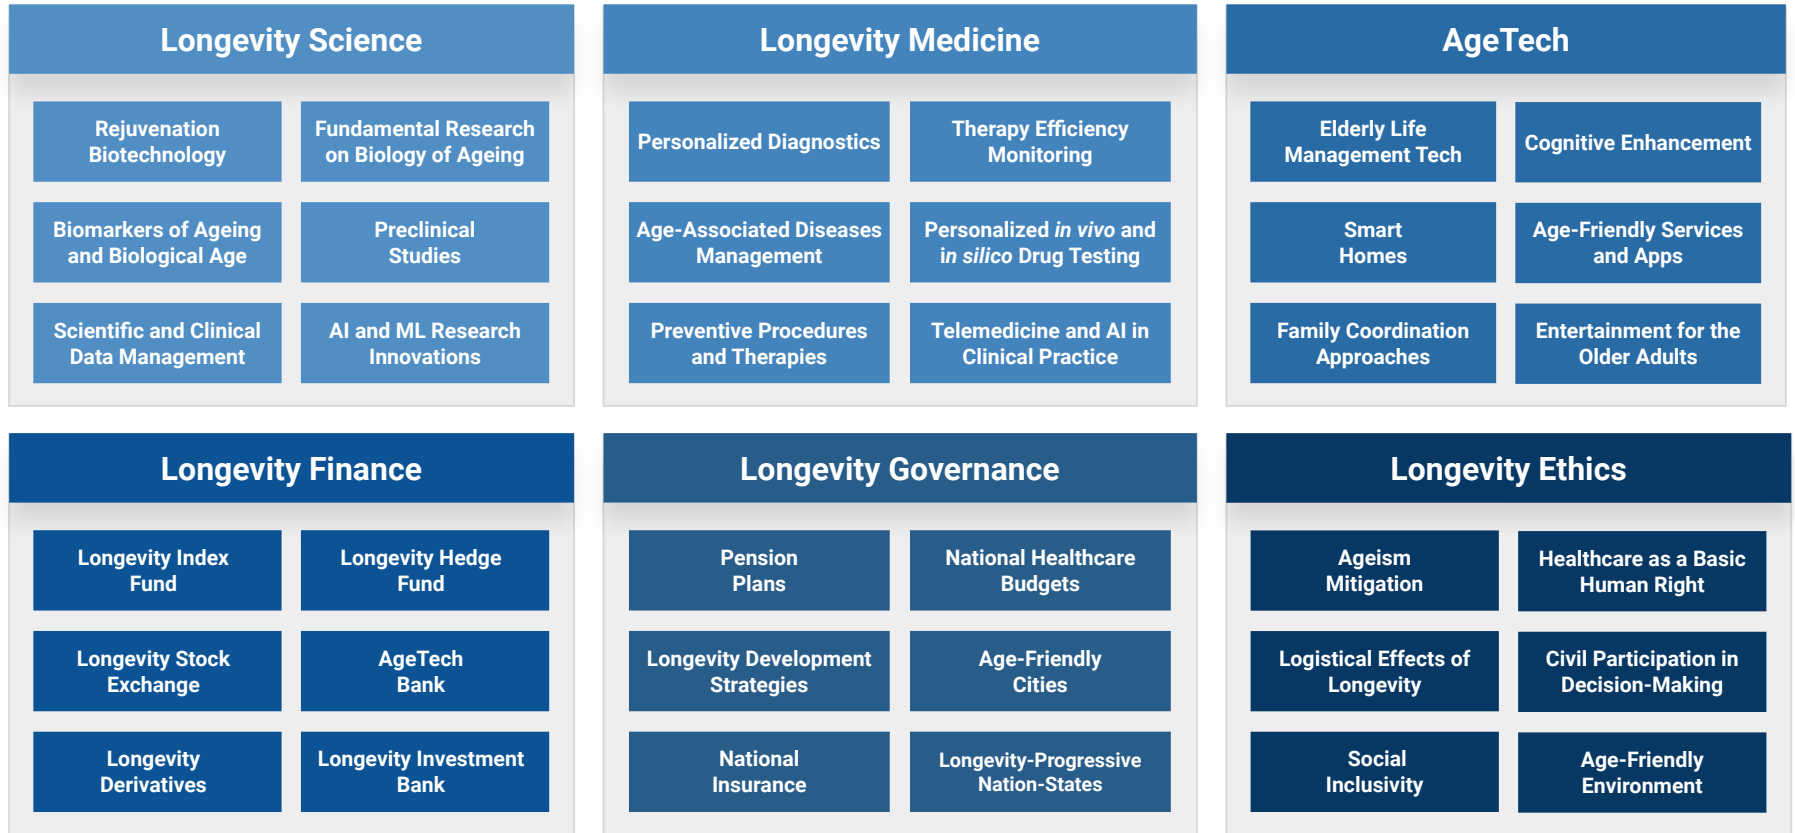 Longevity Science
Rejuvenation
Biotechnology
Fundamental Research
on Biology of Ageing
Biomarkers of Ageing
and Biological Age
Preclinical
Studies
Scientific and Clinical
Data Management
AI and ML Research
Innovations
Longevity Medicine
Personalized Diagnostics
Therapy Efficiency
Monitoring
Age-Associated Diseases
Management
Personalized in vivo and
in silico Drug Testing
Preventive Procedures
and Therapies
Telemedicine and AI in
Clinical Practice
AgeTech
Elderly Life
Management Tech
Cognitive Enhancement
Smart
Homes
Age-Friendly Services
and Apps
Family Coordination
Approaches
Entertainment for the
Older Adults
Longevity Finance
Longevity Index
Fund
Longevity Hedge
Fund
Longevity Stock
Exchange
AgeTech
Bank
Longevity
Derivatives
Longevity Investment
Bank
Longevity Governance
Pension
Plans
National Healthcare
Budgets
Longevity Development
Strategies
Age-Friendly
Cities
National
Insurance
Longevity-Progressive
Nation-States
Longevity Ethics
Ageism
Mitigation
Healthcare as a Basic
Human Right
Logistical Effects of
Longevity
Civil Participation in
Decision-Making
Social
Inclusivity
Age-Friendly
Environment